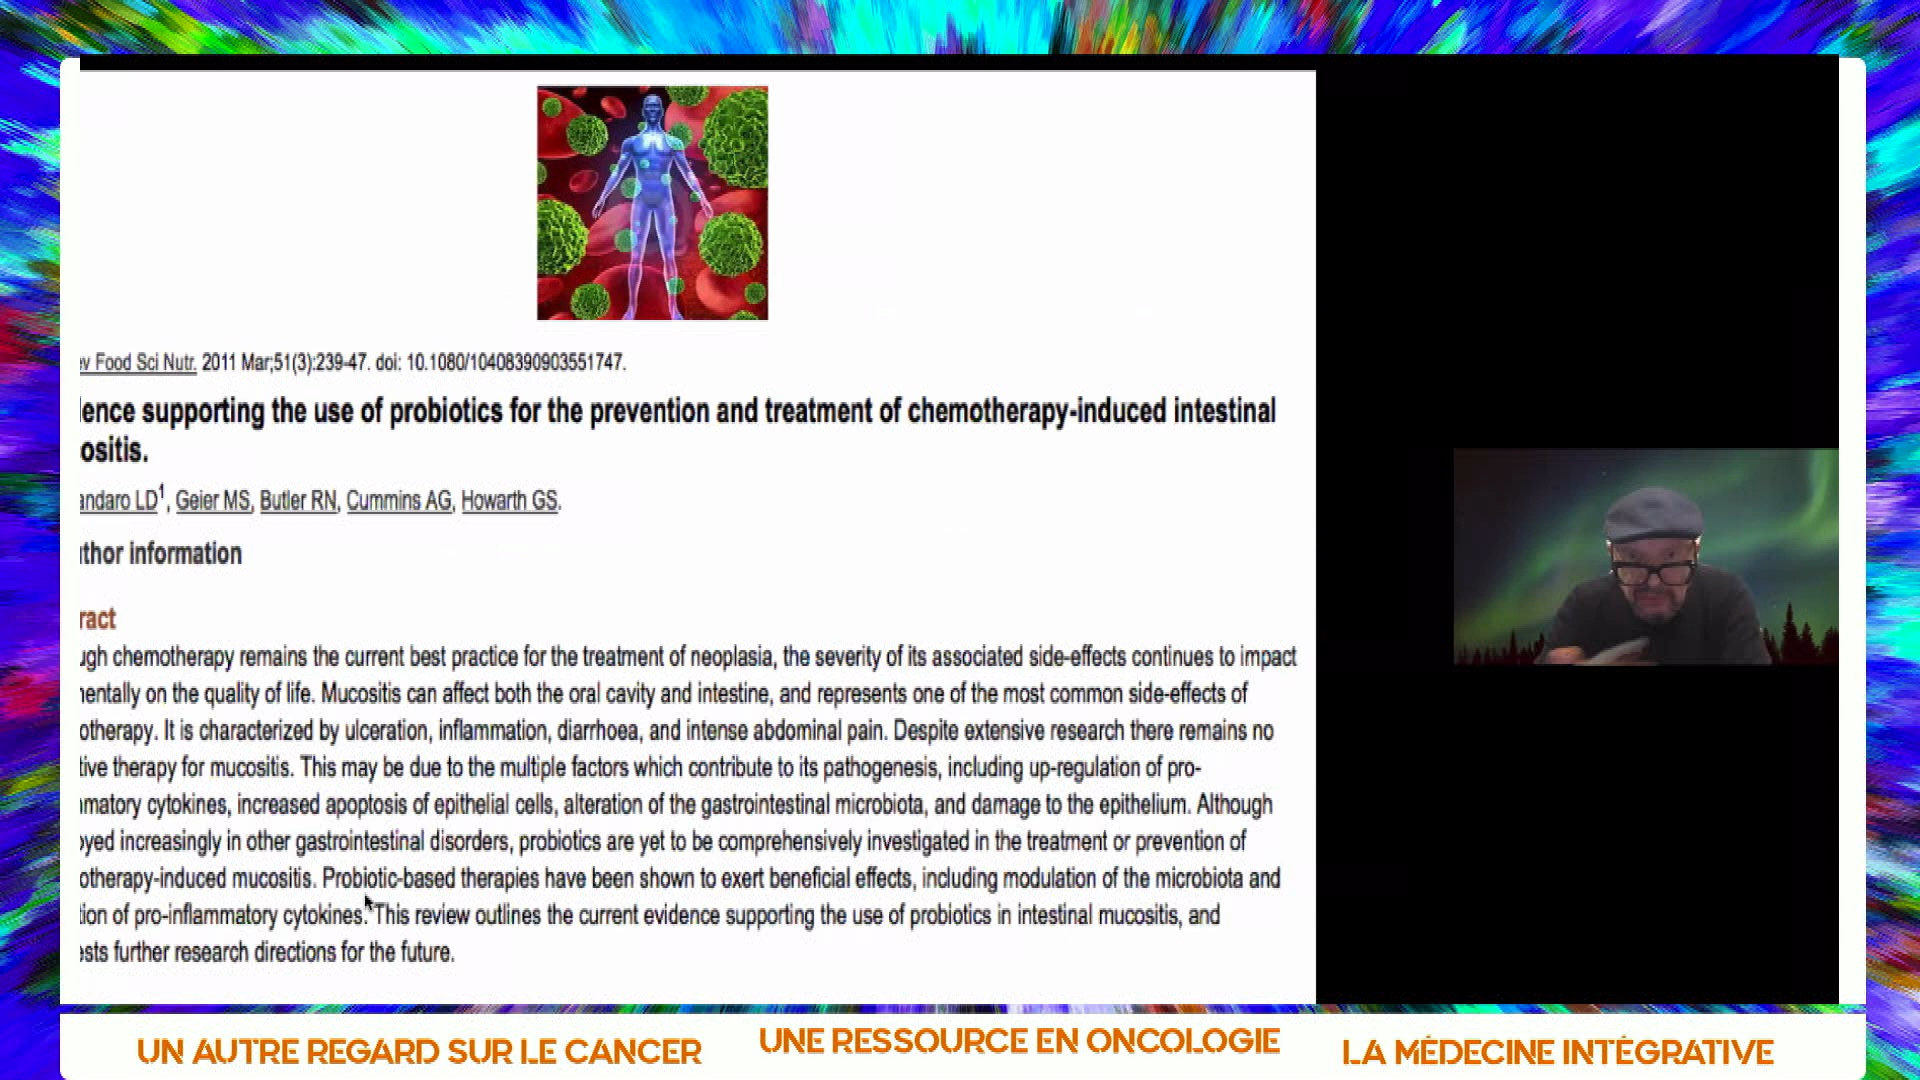 ev Food Sci Nutr. 2011 Mar;51(3):239-47. doi: 10.1080/10408390903551747.
lence supporting the use of probiotics for the prevention and treatment of chemotherapy-induced intestinal
ositis.
andaro LD1, Geier MS, Butler RN, Cummins AG, Howarth GS.
thor information
ract
ugh chemotherapy remains the current best practice for the treatment of neoplasia, the severity of its associated side-effects continues to impact
nentally on the quality of life. Mucositis can affect both the oral cavity and intestine, and represents one of the most common side-effects of
otherapy. It is characterized by ulceration, inflammation, diarrhoea, and intense abdominal pain. Despite extensive research there remains no
tive therapy for mucositis. This may be due to the multiple factors which contribute to its pathogenesis, including up-regulation of pro-
mmatory cytokines, increased apoptosis of epithelial cells, alteration of the gastrointestinal microbiota, and damage to the epithelium. Although
oyed increasingly in other gastrointestinal disorders, probiotics are yet to be comprehensively investigated in the treatment or prevention of
otherapy-induced mucositis. Probiotic-based therapies have been shown to exert beneficial effects, including modulation of the microbiota and
tion of pro-inflammatory cytokines. This review outlines the current evidence supporting the use of probiotics in intestinal mucositis, and
ests further research directions for the future.
UN AUTRE REGARD SUR LE CANCER
UNE RESSOURCE EN ONCOLOGIE
LA MÉDECINE INTÉGRATIVE